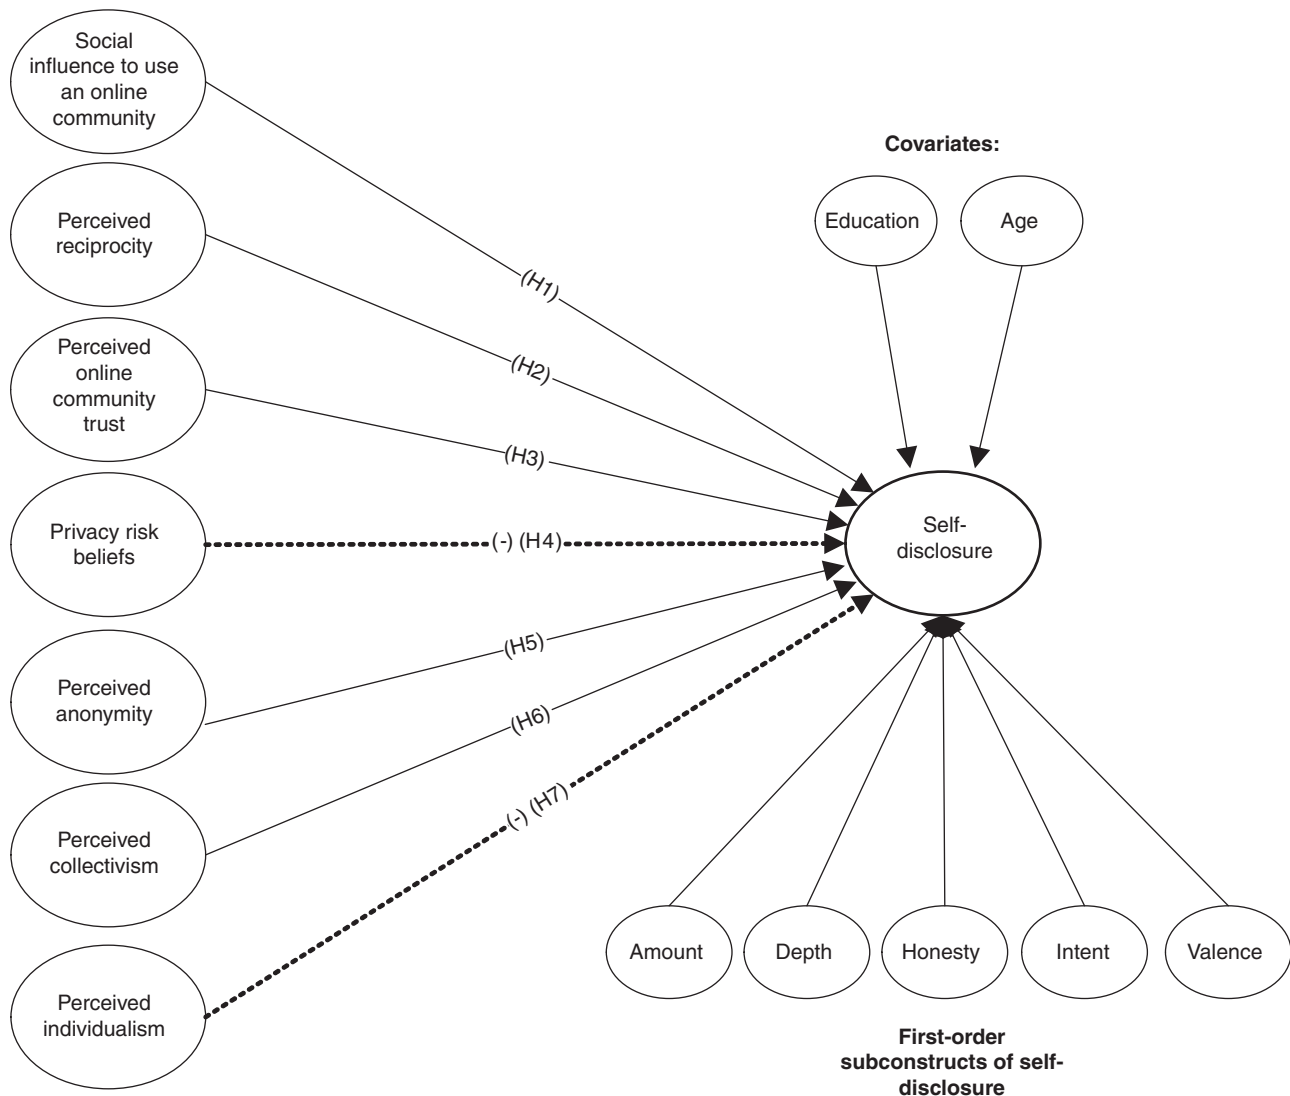 Social
influence to use
an online
community
Perceived
reciprocity
Perceived
online
community
trust
Privacy risk
beliefs
Perceived
anonymity
Perceived
collectivism
Perceived
individualism
(H1)
(H2)
(H3)
(-) (H4)
(H5)
(H6)
(-) (H7)
Covariates:
Education
Age
Self-
disclosure
Amount
Depth
Honesty
Intent
Valence
First-order
subconstructs of self-
disclosure